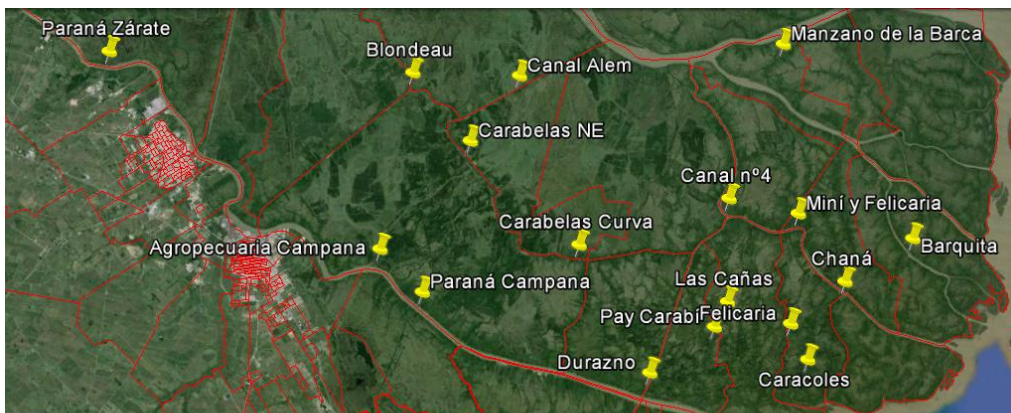 Paraná Zárate
Blondeau
Canal Alem
Manzano de la Barca
Carabelas NE
Canal nº4
Miní y Felicaria
Carabelas Curva
Barquita
Agropecuaria Campana
Chaná
Paraná Campana
Las Cañas
Pay Carabí
Felicaria
Durazno
Caracoles